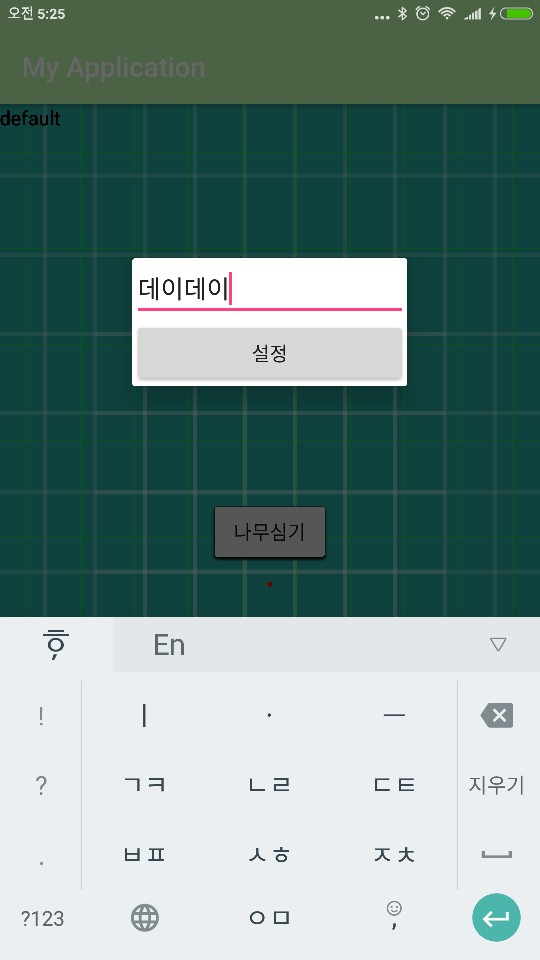 오전 5:25
My Application
default
데이데이
설정
나무심기
En
! ㅣ · ㅡ
? ㄱㅋ ㄴㄹ ㄷㅌ 지우기
. ㅂㅍ ㅅㅎ ㅈㅊ
?123 ㅇㅁ ,